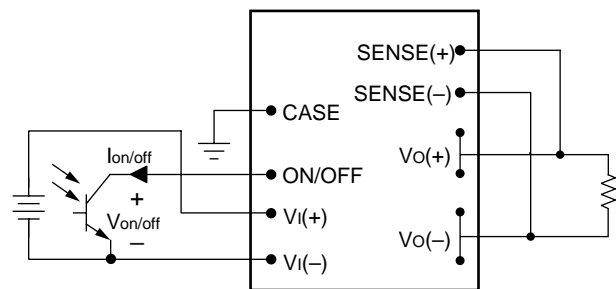 SENSE(+)
SENSE(–)
CASE
Ion/off
ON/OFF
VO(+)
+
Von/off
VI(+)
–
VO(–)
VI(–)